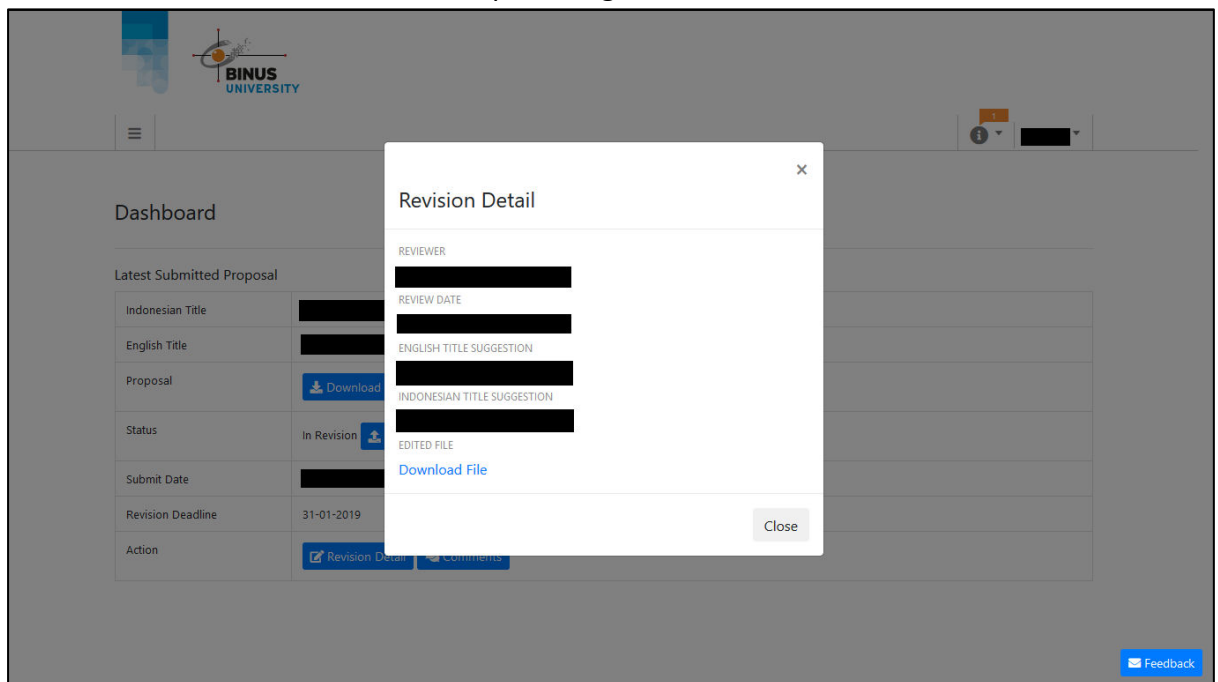 BINUS
UNIVERSITY
1
Dashboard
Latest Submitted Proposal
Indonesian Title
English Title
Proposal
Download
Status
In Revision
Submit Date
Revision Deadline
31-01-2019
Action
Revision Detail
Comments
×
Revision Detail
REVIEWER
REVIEW DATE
ENGLISH TITLE SUGGESTION
INDONESIAN TITLE SUGGESTION
EDITED FILE
Download File
Close
Feedback